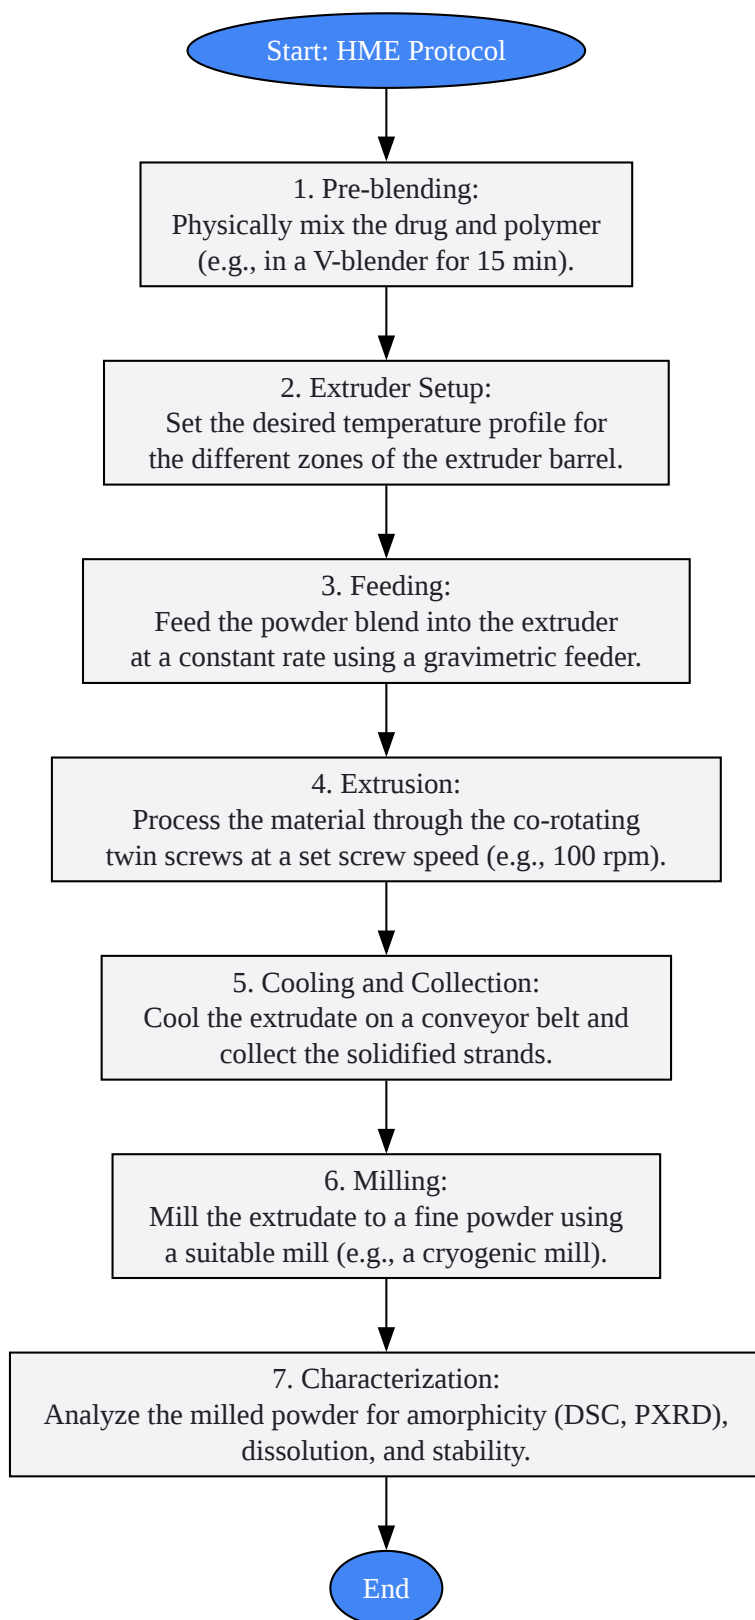 Start: HME Protocol
1. Pre-blending:
Physically mix the drug and polymer
(e.g., in a V-blender for 15 min).
2. Extruder Setup:
Set the desired temperature profile for
the different zones of the extruder barrel.
3. Feeding:
Feed the powder blend into the extruder
at a constant rate using a gravimetric feeder.
4. Extrusion:
Process the material through the co-rotating
twin screws at a set screw speed (e.g., 100 rpm).
5. Cooling and Collection:
Cool the extrudate on a conveyor belt and
collect the solidified strands.
6. Milling:
Mill the extrudate to a fine powder using
a suitable mill (e.g., a cryogenic mill).
7. Characterization:
Analyze the milled powder for amorphicity (DSC, PXRD),
dissolution, and stability.
End